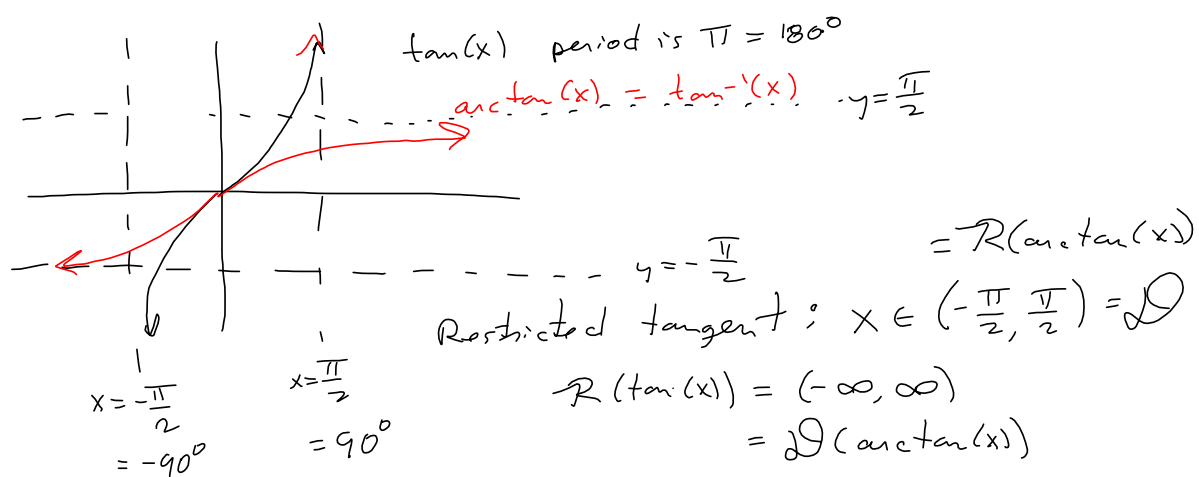 tan(x) period is π = 180°
arctan(x) = tan⁻¹(x)
y = π/2
y = -π/2
= R(arctan(x))
Restricted tangent : x ∈ (-π/2, π/2) = D
x = -π/2
= -90°
x = π/2
= 90°
R(tan(x)) = (-∞, ∞)
= D(arctan(x))